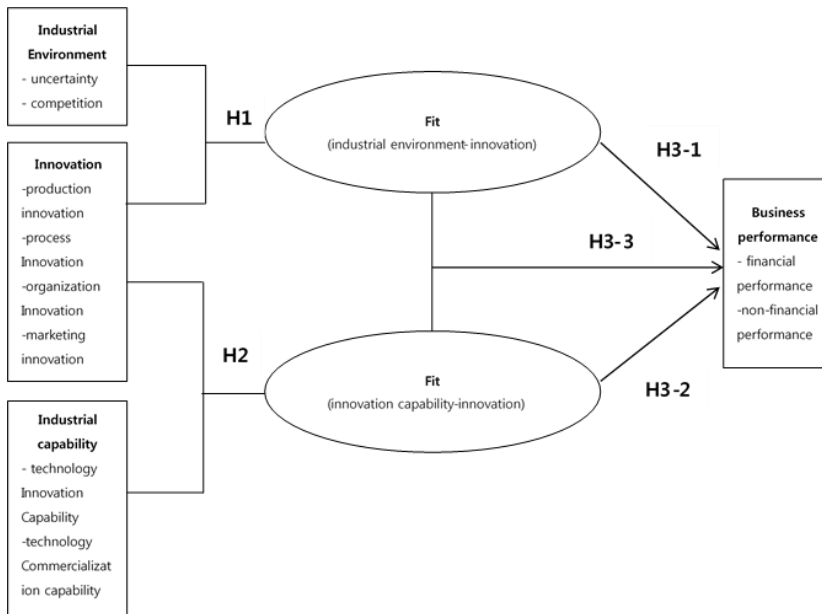 Industrial
Environment
- uncertainty
- competition
Innovation
-production
innovation
-process
Innovation
-organization
Innovation
-marketing
innovation
Industrial
capability
- technology
Innovation
Capability
-technology
Commercializat
ion capability
H1
H2
Fit
(industrial environment-innovation)
Fit
(innovation capability-innovation)
H3-1
H3-3
H3-2
Business
performance
- financial
performance
-non-financial
performance